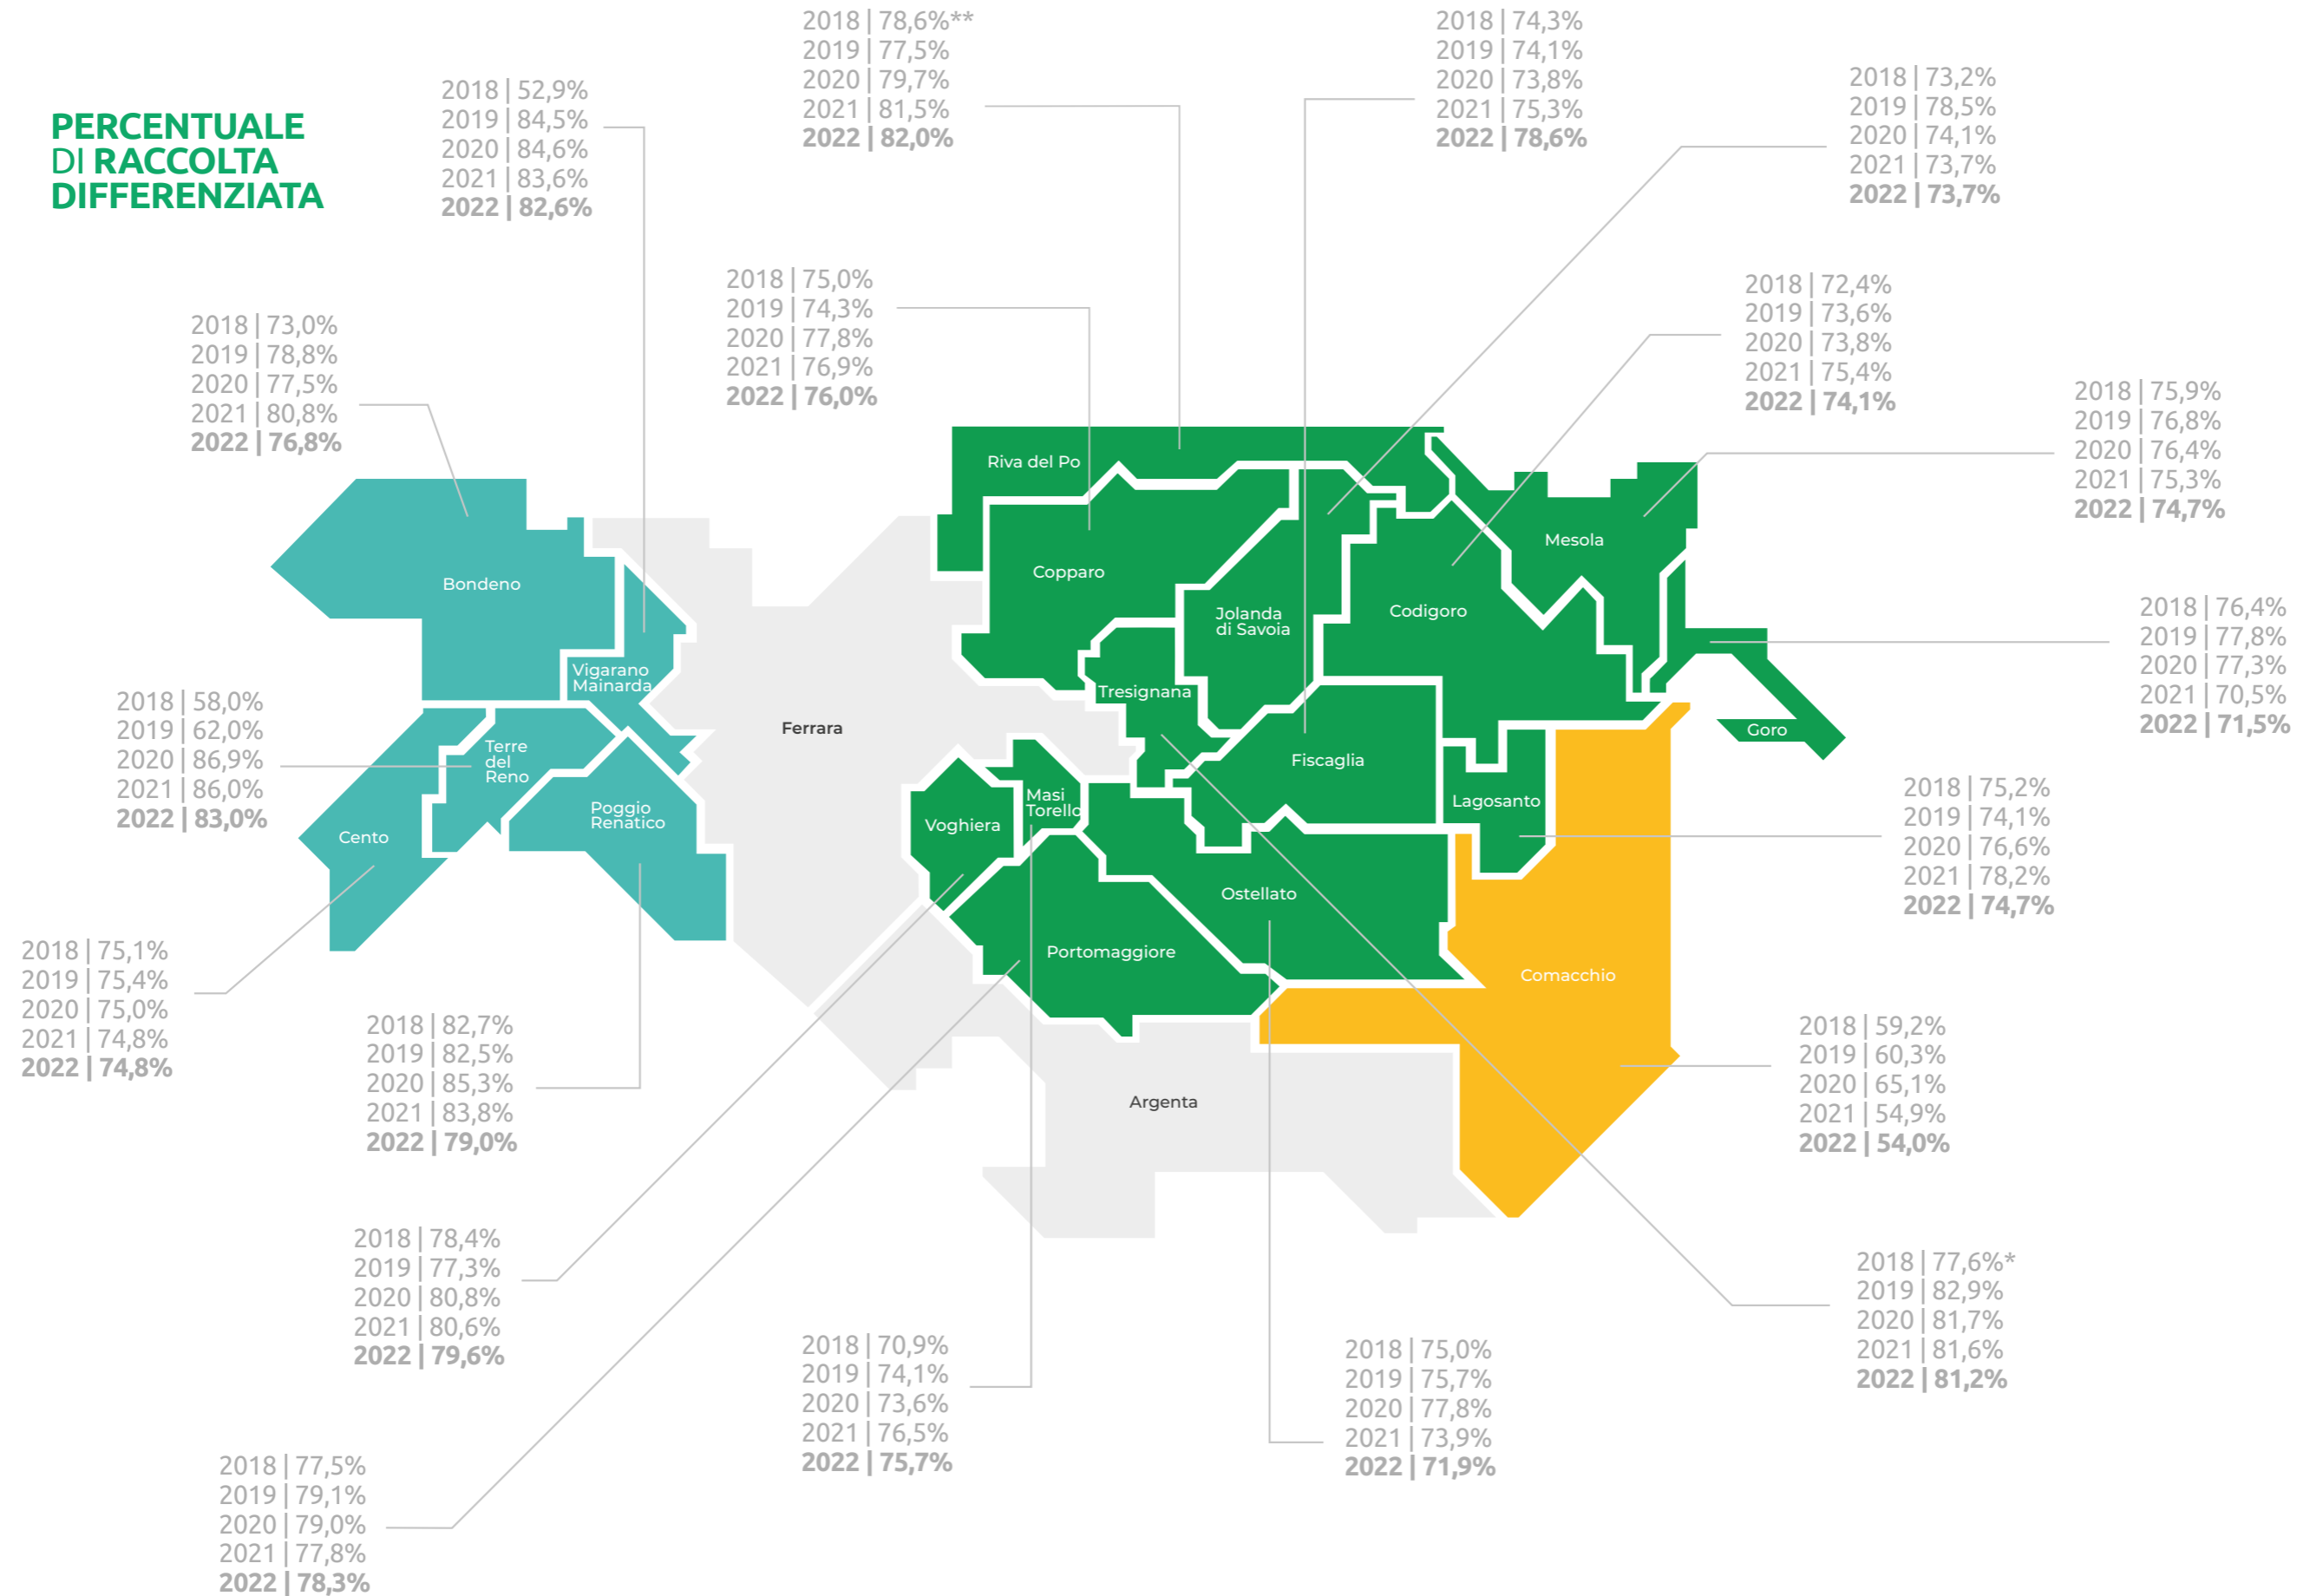 PERCENTUALE
DI RACCOLTA
DIFFERENZIATA
2018 | 52,9%
2019 | 84,5%
2020 | 84,6%
2021 | 83,6%
2022 | 82,6%
2018 | 78,6%**
2019 | 77,5%
2020 | 79,7%
2021 | 81,5%
2022 | 82,0%
2018 | 74,3%
2019 | 74,1%
2020 | 73,8%
2021 | 75,3%
2022 | 78,6%
2018 | 73,2%
2019 | 78,5%
2020 | 74,1%
2021 | 73,7%
2022 | 73,7%
2018 | 73,0%
2019 | 78,8%
2020 | 77,5%
2021 | 80,8%
2022 | 76,8%
2018 | 75,0%
2019 | 74,3%
2020 | 77,8%
2021 | 76,9%
2022 | 76,0%
2018 | 72,4%
2019 | 73,6%
2020 | 73,8%
2021 | 75,4%
2022 | 74,1%
2018 | 75,9%
2019 | 76,8%
2020 | 76,4%
2021 | 75,3%
2022 | 74,7%
Riva del Po
Mesola
Copparo
Bondeno
Jolanda
di Savoia
Codigoro
Vigarano
Mainarda
Tresignana
Ferrara
Goro
Terre
del
Reno
Fiscaglia
Poggio
Renatico
Masi
Torello
Lagosanto
Voghiera
Cento
Ostellato
Portomaggiore
Comacchio
Argenta
2018 | 76,4%
2019 | 77,8%
2020 | 77,3%
2021 | 70,5%
2022 | 71,5%
2018 | 58,0%
2019 | 62,0%
2020 | 86,9%
2021 | 86,0%
2022 | 83,0%
2018 | 75,2%
2019 | 74,1%
2020 | 76,6%
2021 | 78,2%
2022 | 74,7%
2018 | 75,1%
2019 | 75,4%
2020 | 75,0%
2021 | 74,8%
2022 | 74,8%
2018 | 82,7%
2019 | 82,5%
2020 | 85,3%
2021 | 83,8%
2022 | 79,0%
2018 | 59,2%
2019 | 60,3%
2020 | 65,1%
2021 | 54,9%
2022 | 54,0%
2018 | 78,4%
2019 | 77,3%
2020 | 80,8%
2021 | 80,6%
2022 | 79,6%
2018 | 77,6%*
2019 | 82,9%
2020 | 81,7%
2021 | 81,6%
2022 | 81,2%
2018 | 70,9%
2019 | 74,1%
2020 | 73,6%
2021 | 76,5%
2022 | 75,7%
2018 | 75,0%
2019 | 75,7%
2020 | 77,8%
2021 | 73,9%
2022 | 71,9%
2018 | 77,5%
2019 | 79,1%
2020 | 79,0%
2021 | 77,8%
2022 | 78,3%